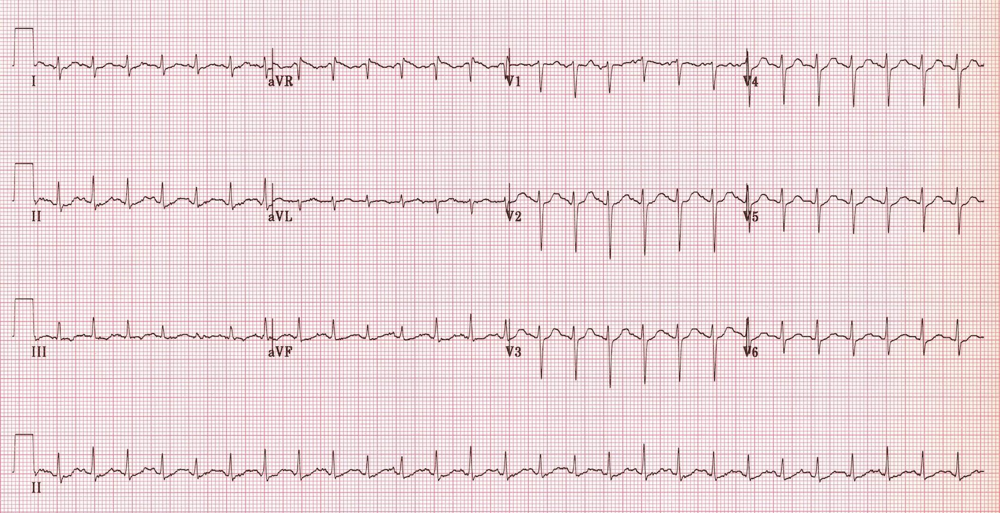 I aVR V1 V4
II aVL V2 V5
III aVF V3 V6
II